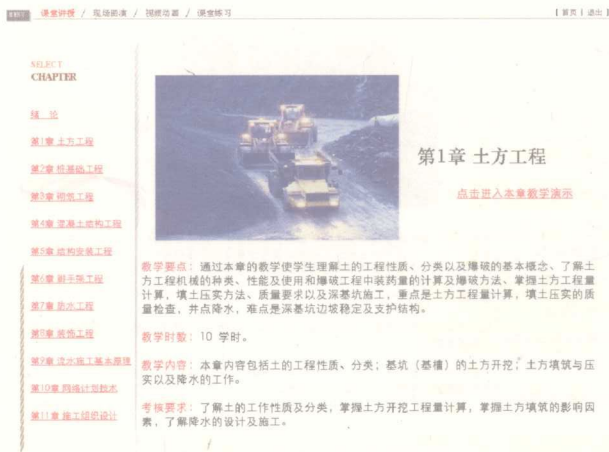 课堂讲授 / 现场图演 / 视频动画 / 课堂练习
[首页 | 退出]
SELECT
CHAPTER
绪 论
第1章 土方工程
第2章 桩基础工程
第3章 砌筑工程
第4章 混凝土结构工程
第5章 结构安装工程
第6章 脚手架工程
第7章 防水工程
第8章 装饰工程
第9章 流水施工基本原理
第10章 网络计划技术
第11章 施工组织设计
第1章 土方工程
点击进入本章教学演示
教学要点：通过本章的教学使学生理解土的工程性质、分类以及爆破的基本概念、了解土
方工程机械的种类、性能及使用和爆破工程中装药量的计算及爆破方法、掌握土方工程量
计算，填土压实方法、质量要求以及深基坑施工，重点是土方工程量计算，填土压实的质
量检查、井点降水，难点是深基坑边坡稳定及支护结构。
教学时数：10 学时。
教学内容：本章内容包括土的工程性质、分类；基坑（基槽）的土方开挖；土方填筑与压
实以及降水的工作。
考核要求：了解土的工作性质及分类，掌握土方开挖工程量计算，掌握土方填筑的影响因
素，了解降水的设计及施工。